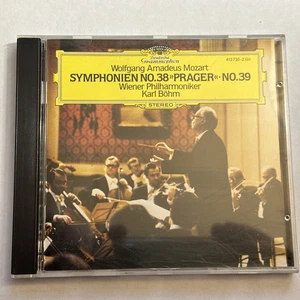 Deutsche
Grammophon
Wolfgang Amadeus Mozart
SYMPHONIEN NO.38 »PRAGER« · NO.39
Wiener Philharmoniker
Karl Böhm
STEREO